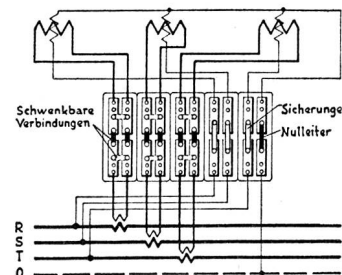 Schwenkbare
Verbindungen
Sicherunge
Nulleiter
R
S
T
0